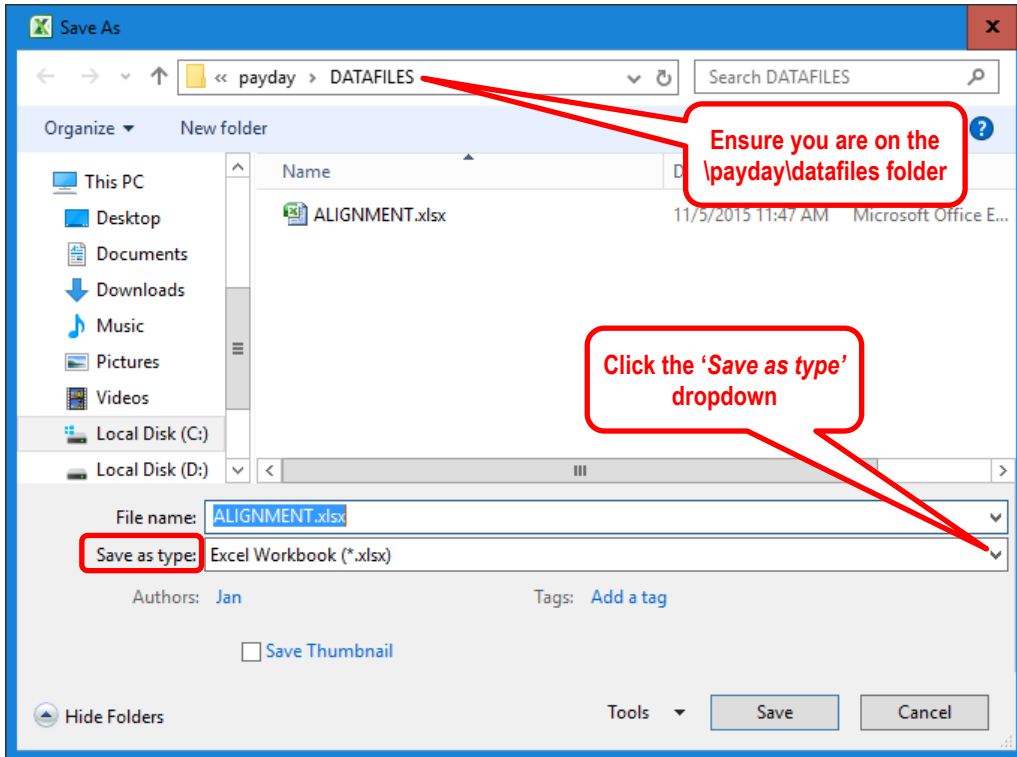 Save As
x
« payday > DATAFILES
Search DATAFILES
Organize
New folder
Ensure you are on the
\payday\datafiles folder
?
This PC
Name
D
Desktop
ALIGNMENT.xlsx 11/5/2015 11:47 AM Microsoft Office E...
Documents
Downloads
Music
Pictures
Videos
Local Disk (C:)
Local Disk (D:)
Click the ‘Save as type’
dropdown
File name: ALIGNMENT.xlsx
Save as type: Excel Workbook (*.xlsx)
Authors: Jan
Tags: Add a tag
Save Thumbnail
Hide Folders
Tools
Save
Cancel